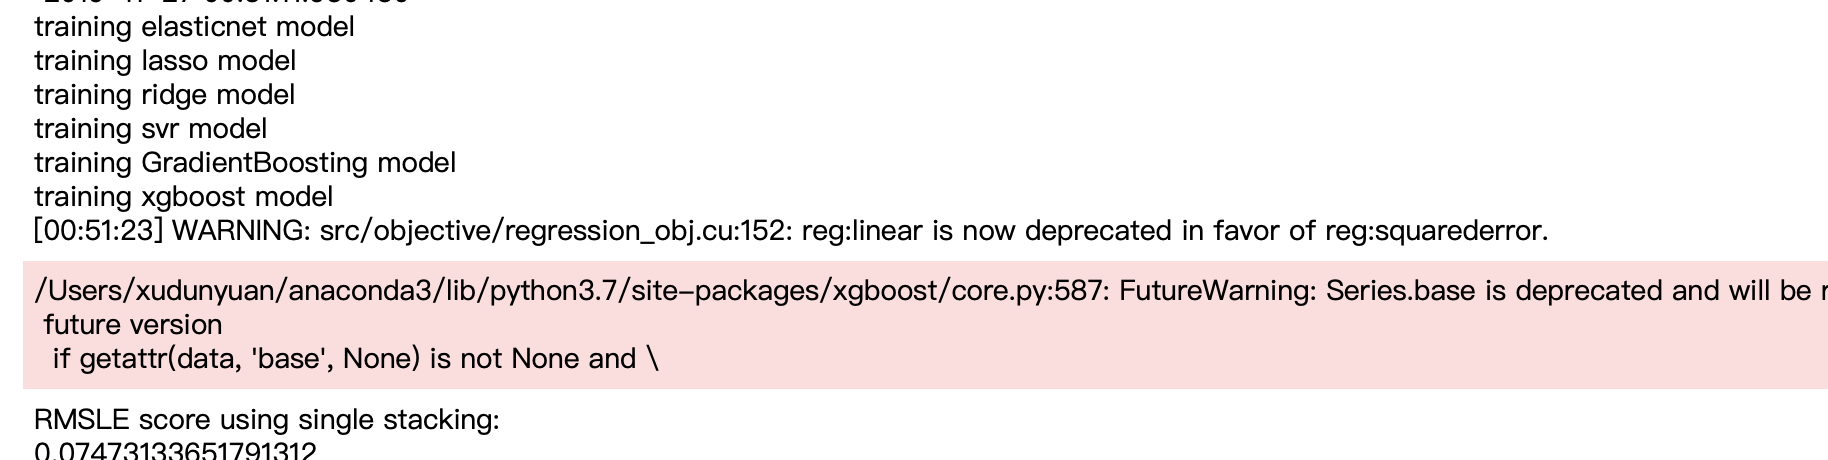 training elasticnet model
training lasso model
training ridge model
training svr model
training GradientBoosting model
training xgboost model
[00:51:23] WARNING: src/objective/regression_obj.cu:152: reg:linear is now deprecated in favor of reg:squarederror.
/Users/xudunyuan/anaconda3/lib/python3.7/site-packages/xgboost/core.py:587: FutureWarning: Series.base is deprecated and will be
future version
if getattr(data, 'base', None) is not None and \
RMSLE score using single stacking:
0.07473133651791312